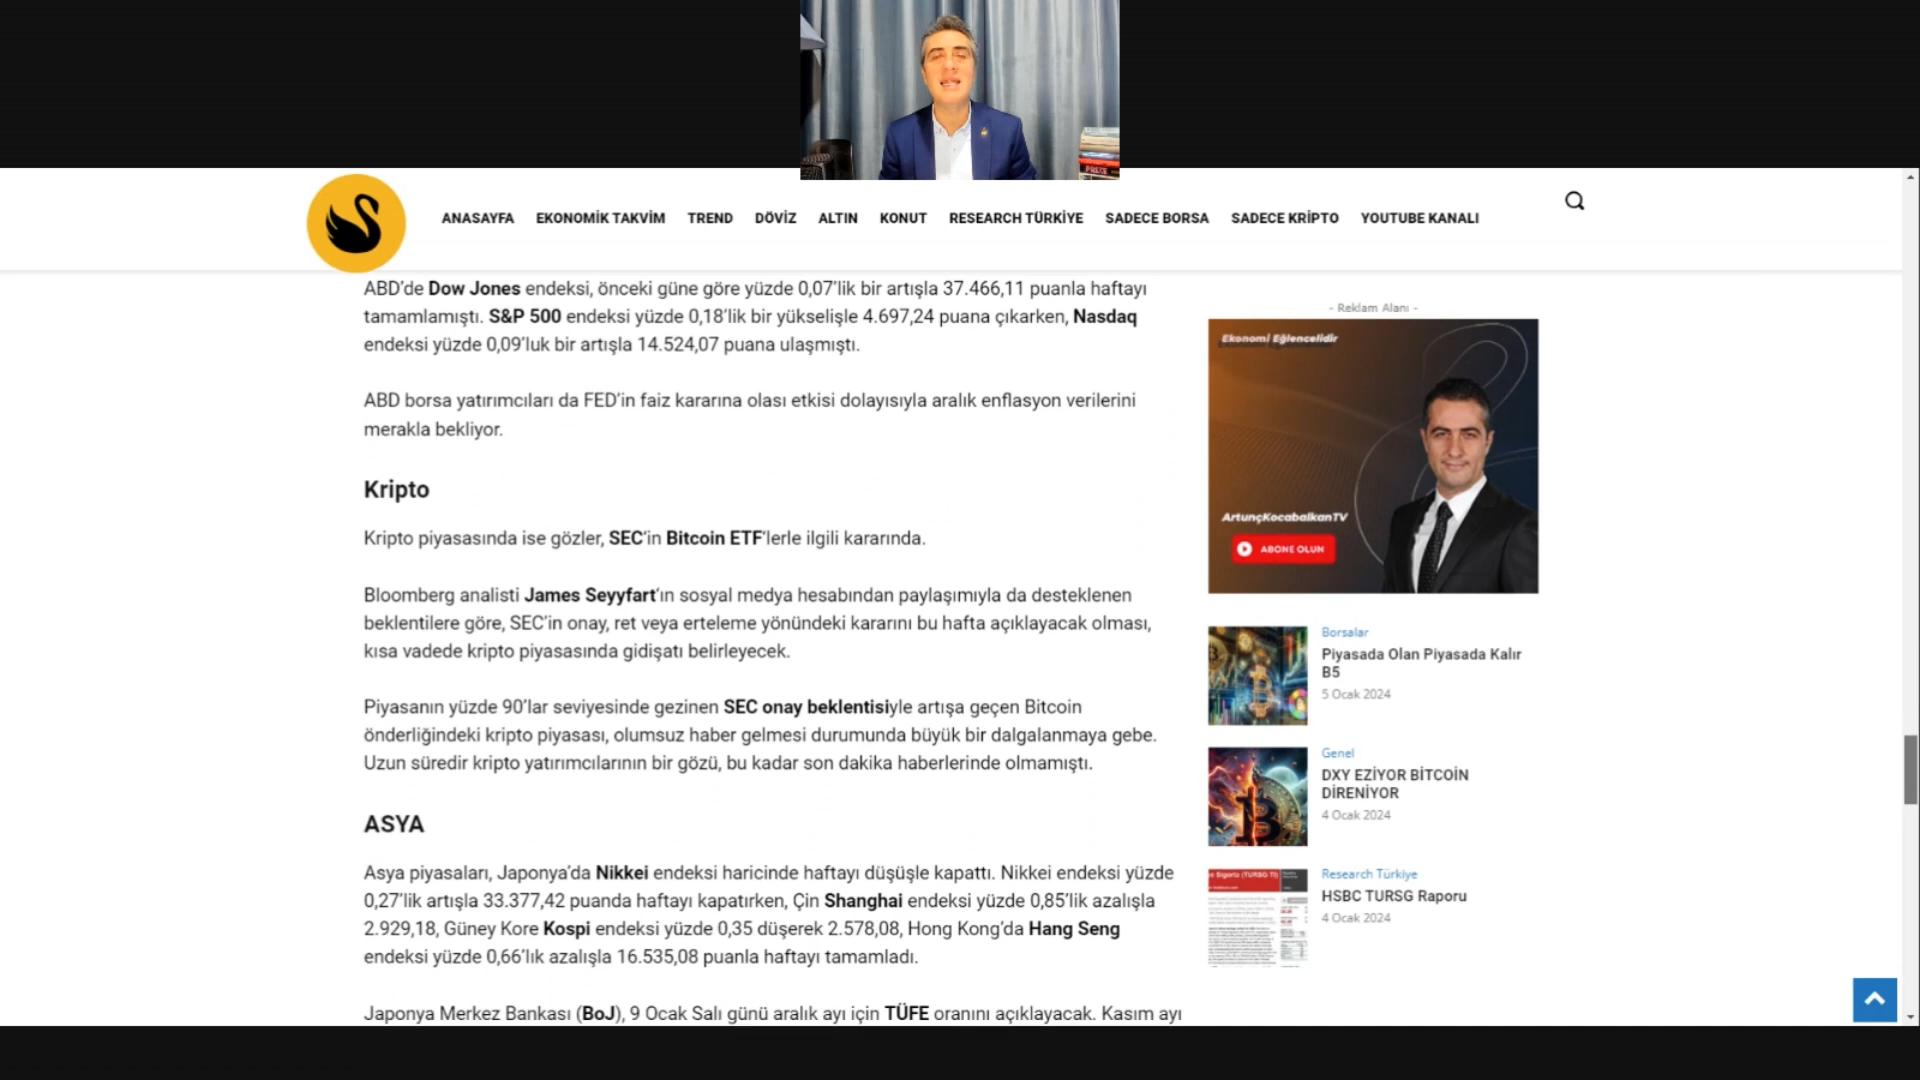 PRIZE
ANASAYFA EKONOMİK TAKVİM TREND DÖVİZ ALTIN KONUT RESEARCH TÜRKİYE SADECE BORSA SADECE KRİPTO YOUTUBE KANALI
ABD’de Dow Jones endeksi, önceki güne göre yüzde 0,07’lik bir artışla 37.466,11 puanla haftayı
tamamlamıştı. S&P 500 endeksi yüzde 0,18’lik bir yükselişle 4.697,24 puana çıkarken, Nasdaq
endeksi yüzde 0,09’luk bir artışla 14.524,07 puana ulaşmıştı.
ABD borsa yatırımcıları da FED’in faiz kararına olası etkisi dolayısıyla aralık enflasyon verilerini
merakla bekliyor.
Kripto
Kripto piyasasında ise gözler, SEC’in Bitcoin ETF’lerle ilgili kararında.
Bloomberg analisti James Seyyfart’ın sosyal medya hesabından paylaşımıyla da desteklenen
beklentilere göre, SEC’in onay, ret veya erteleme yönündeki kararını bu hafta açıklayacak olması,
kısa vadede kripto piyasasında gidişatı belirleyecek.
Piyasanın yüzde 90’lar seviyesinde gezinen SEC onay beklentisiyle artışa geçen Bitcoin
önderliğindeki kripto piyasası, olumsuz haber gelmesi durumunda büyük bir dalgalanmaya gebe.
Uzun süredir kripto yatırımcılarının bir gözü, bu kadar son dakika haberlerinde olmamıştı.
ASYA
Asya piyasaları, Japonya’da Nikkei endeksi haricinde haftayı düşüşle kapattı. Nikkei endeksi yüzde
0,27’lik artışla 33.377,42 puanda haftayı kapatırken, Çin Shanghai endeksi yüzde 0,85’lik azalışla
2.929,18, Güney Kore Kospi endeksi yüzde 0,35 düşerek 2.578,08, Hong Kong’da Hang Seng
endeksi yüzde 0,66’lık azalışla 16.535,08 puanla haftayı tamamladı.
Japonya Merkez Bankası (BoJ), 9 Ocak Salı günü aralık ayı için TÜFE oranını açıklayacak. Kasım ayı
- Reklam Alanı -
Ekonomi Eğlencelidir
ArtunçKocabalkanTV
ABONE OLUN
Borsalar
Piyasada Olan Piyasada Kalır
B5
5 Ocak 2024
Genel
DXY EZİYOR BİTCOİN
DİRENİYOR
4 Ocak 2024
Research Türkiye
HSBC TURSG Raporu
4 Ocak 2024